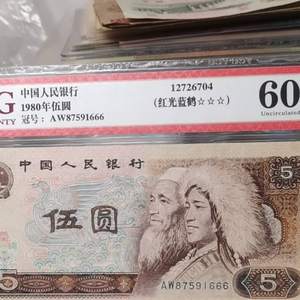 G
NTY
中国人民银行
1980年伍圆
冠号：AW87591666
12726704
(红光蓝鹤☆☆☆)
60
Uncirculated
中国人民银行
伍圆
5
5
AW87591666